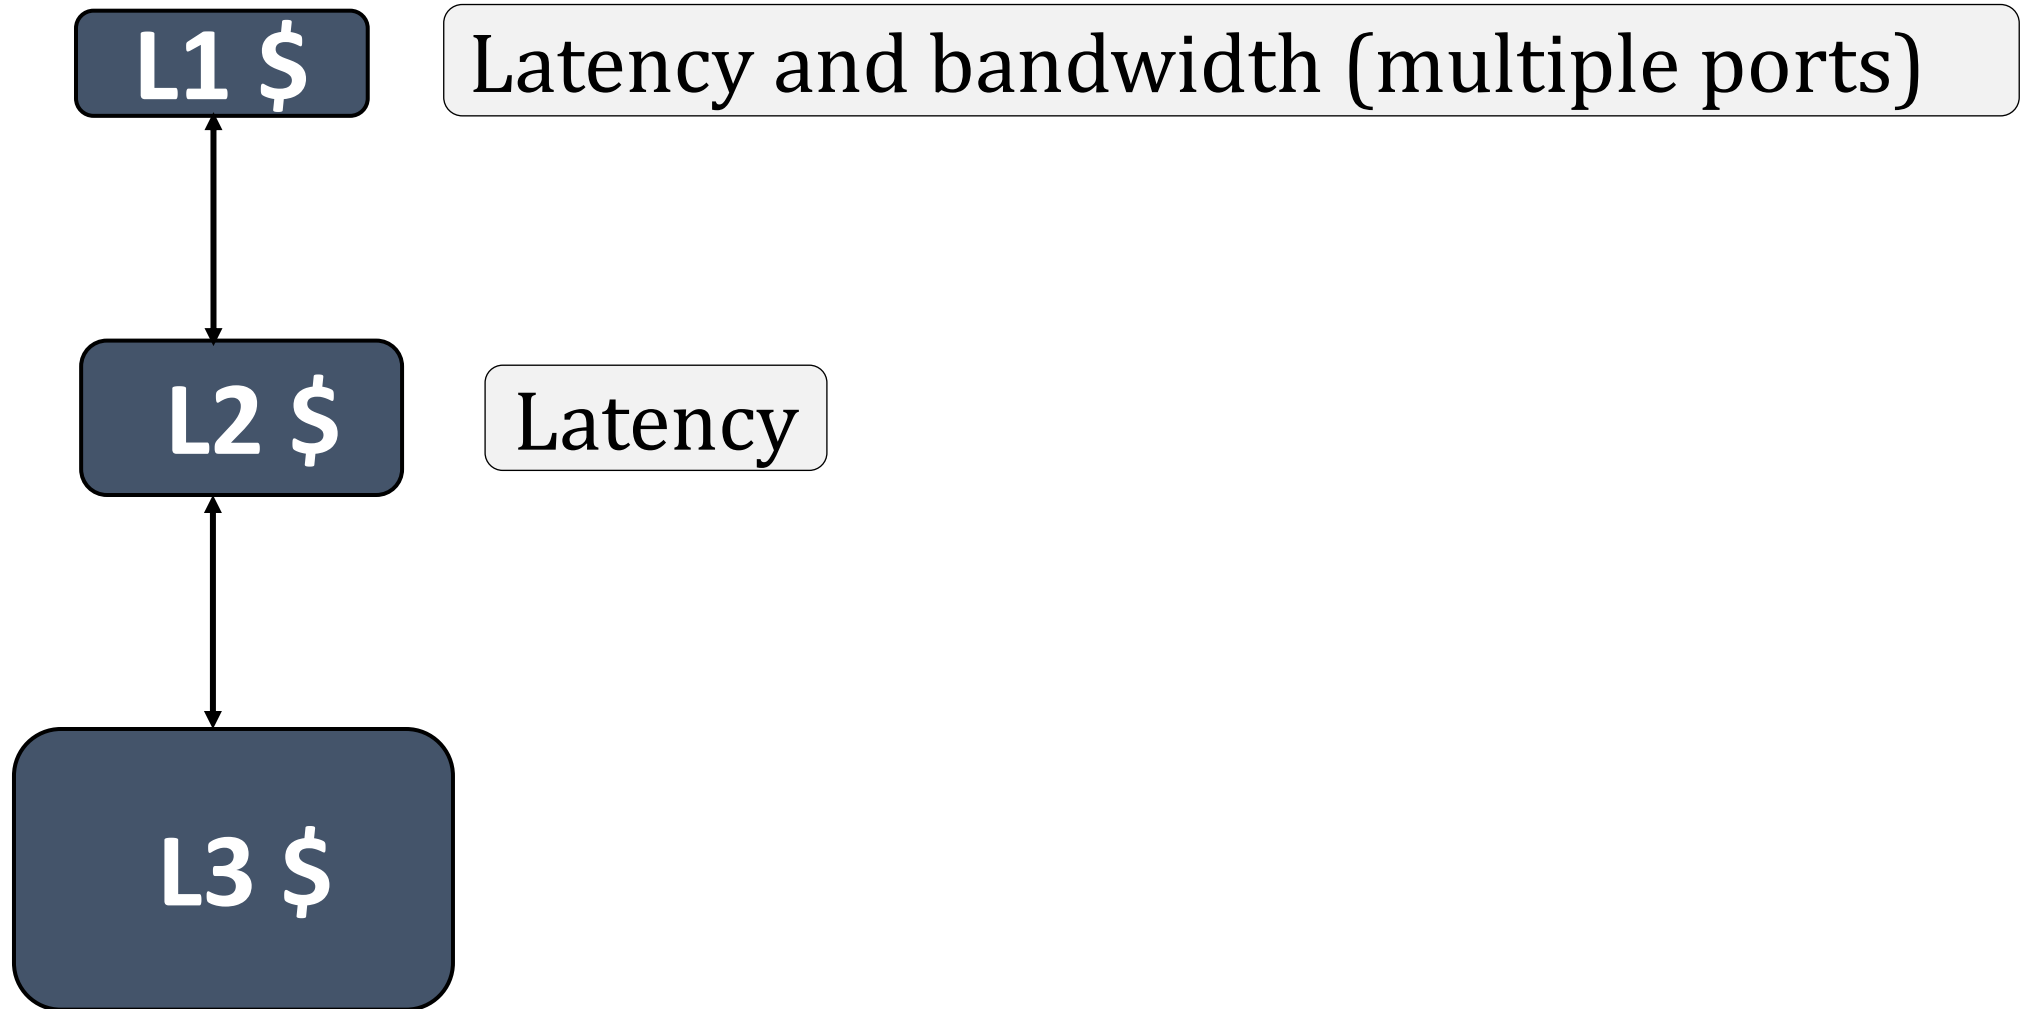 L1 $
Latency and bandwidth (multiple ports)
L2 $
Latency
L3 $